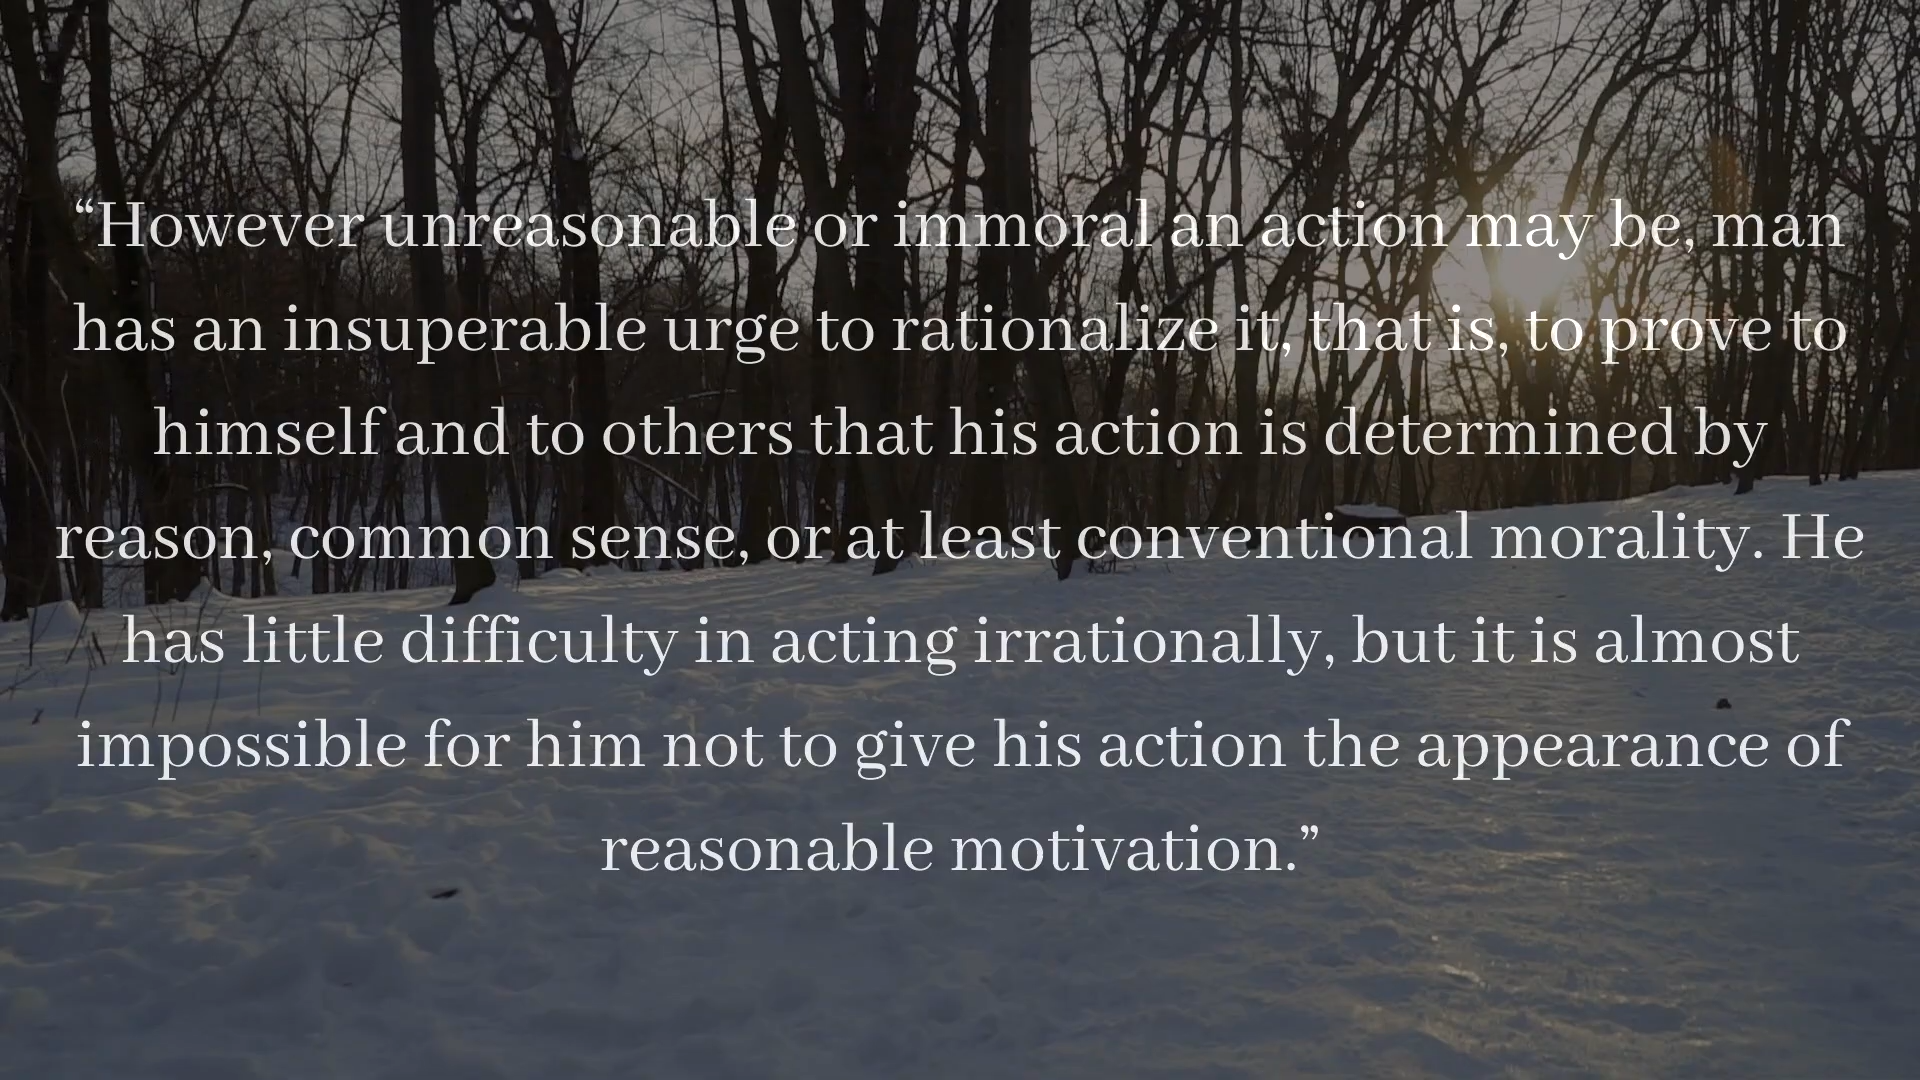 “However unreasonable or immoral an action may be, man
has an insuperable urge to rationalize it, that is, to prove to
himself and to others that his action is determined by
reason, common sense, or at least conventional morality. He
has little difficulty in acting irrationally, but it is almost
impossible for him not to give his action the appearance of
reasonable motivation.”